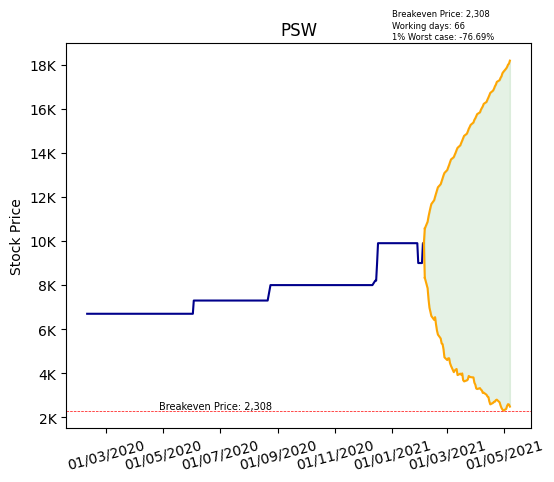 Breakeven Price: 2,308
Working days: 66
1% Worst case: -76.69%
PSW
Stock Price
18K
16K
14K
12K
10K
8K
6K
4K
2K
Breakeven Price: 2,308
01/03/2020
01/05/2020
01/07/2020
01/09/2020
01/11/2020
01/01/2021
01/03/2021
01/05/2021